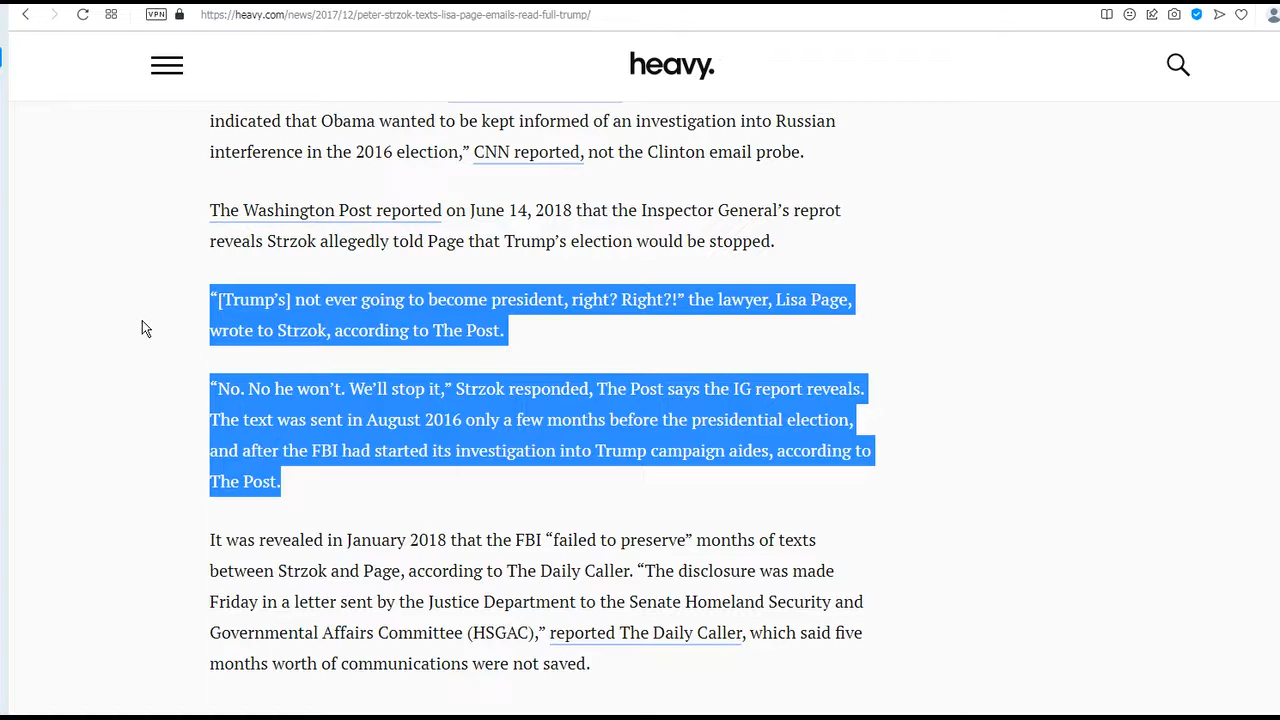 VPN
https://heavy.com/news/2017/12/peter-strzok-texts-lisa-page-emails-read-full-trump/
heavy.
indicated that Obama wanted to be kept informed of an investigation into Russian
interference in the 2016 election,” CNN reported, not the Clinton email probe.
The Washington Post reported on June 14, 2018 that the Inspector General’s reprot
reveals Strzok allegedly told Page that Trump’s election would be stopped.
“[Trump’s] not ever going to become president, right? Right?!” the lawyer, Lisa Page,
wrote to Strzok, according to The Post.
“No. No he won’t. We’ll stop it,” Strzok responded, The Post says the IG report reveals.
The text was sent in August 2016 only a few months before the presidential election,
and after the FBI had started its investigation into Trump campaign aides, according to
The Post.
It was revealed in January 2018 that the FBI “failed to preserve” months of texts
between Strzok and Page, according to The Daily Caller. “The disclosure was made
Friday in a letter sent by the Justice Department to the Senate Homeland Security and
Governmental Affairs Committee (HSGAC),” reported The Daily Caller, which said five
months worth of communications were not saved.